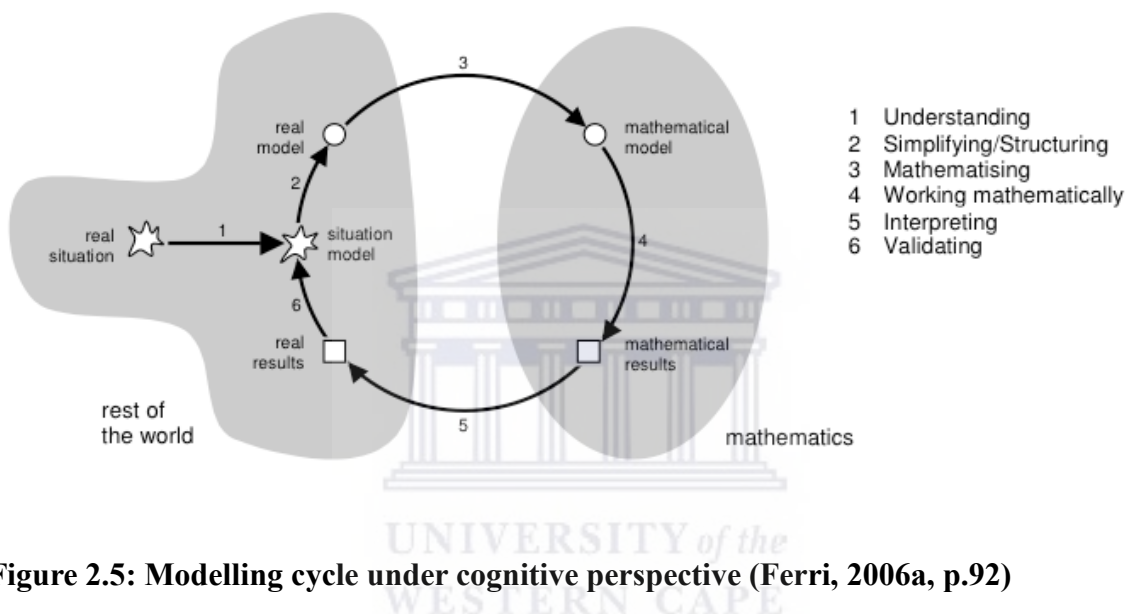 3
real
model
mathematical
model
1 Understanding
2 Simplifying/Structuring
3 Mathematising
4 Working mathematically
5 Interpreting
6 Validating
2
real
situation
1
situation
model
4
6
real
results
mathematical
results
5
rest of
the world
mathematics
UNIVERSITY of the
igure 2.5: Modelling cycle under cognitive perspective (Ferri, 2006a, p.92)
WESTERN CAPE